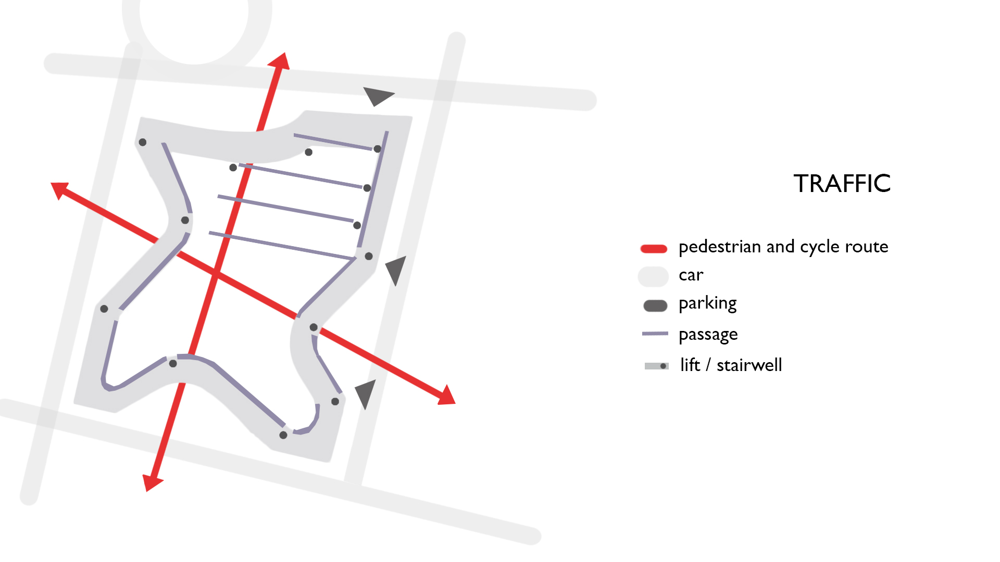 TRAFFIC
pedestrian and cycle route
car
parking
passage
lift / stairwell